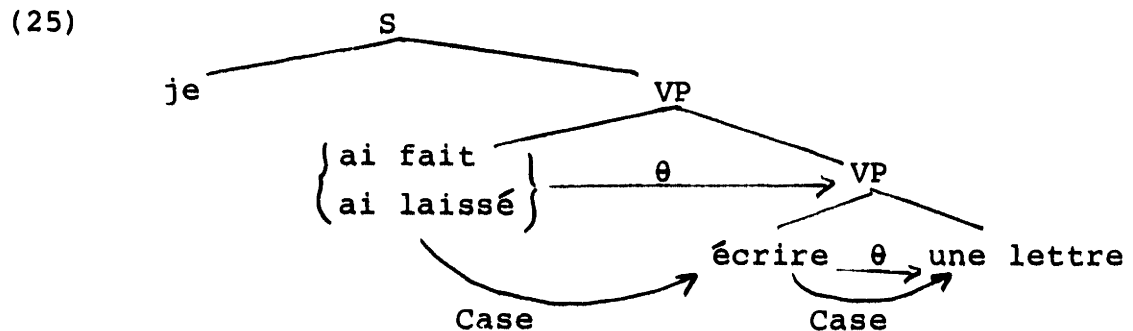 (25)
S
je
VP
ai fait
ai laissé
θ
VP
écrire θ une lettre
Case
Case